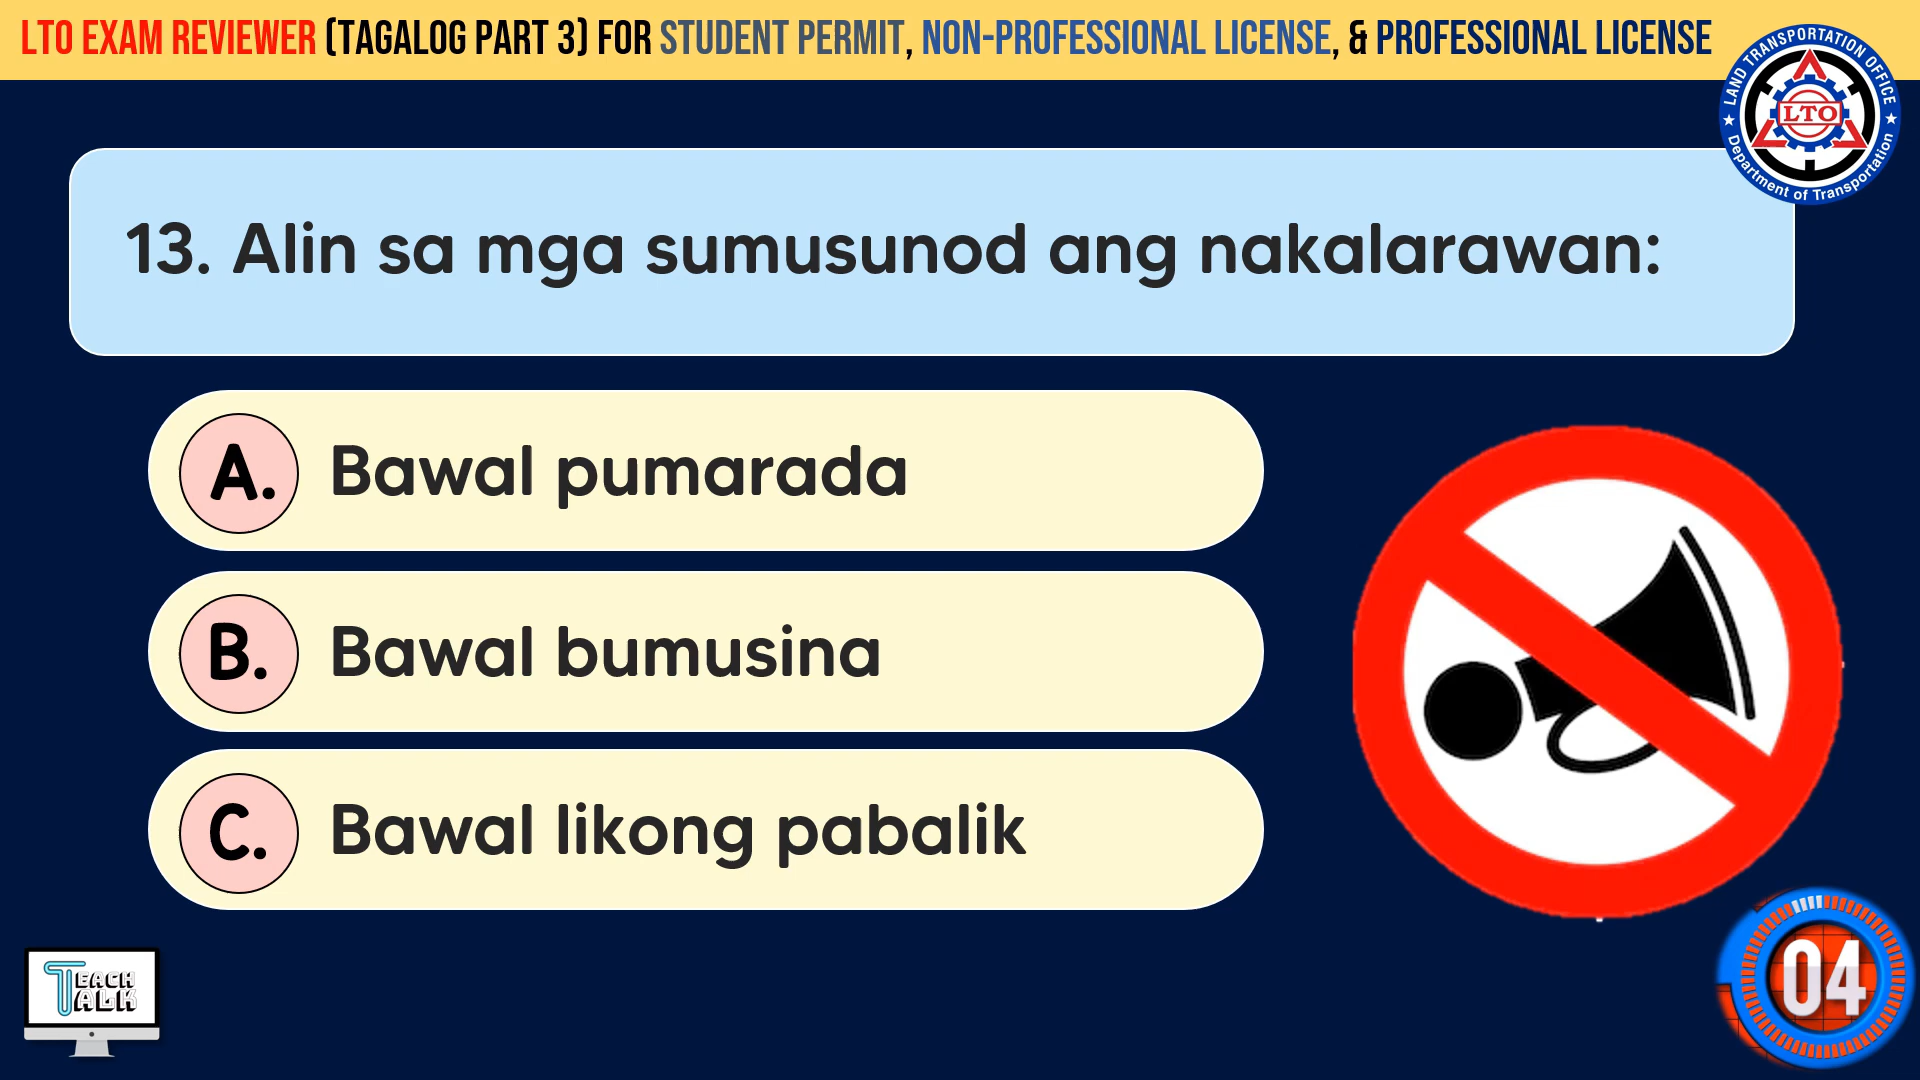 LTO EXAM REVIEWER (TAGALOG PART 3) FOR STUDENT PERMIT, NON-PROFESSIONAL LICENSE, & PROFESSIONAL LICENSE
LAND TRANSPORTATION OFFICE
LTO
Department of Transportation
13. Alin sa mga sumusunod ang nakalarawan:
A. Bawal pumarada
B. Bawal bumusina
C. Bawal likong pabalik
TEACH
TALK
04